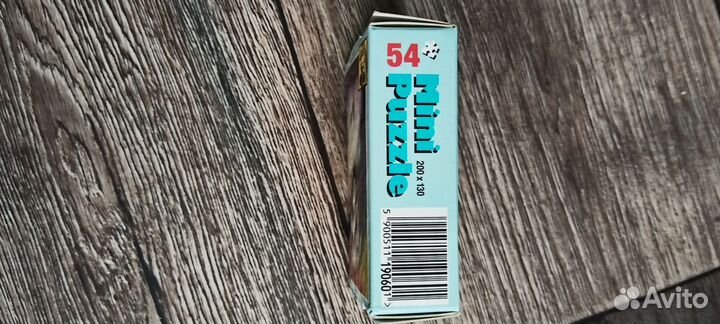 54
Mini
Puzzle
200 x 130
5 900511 190601 >
Avito